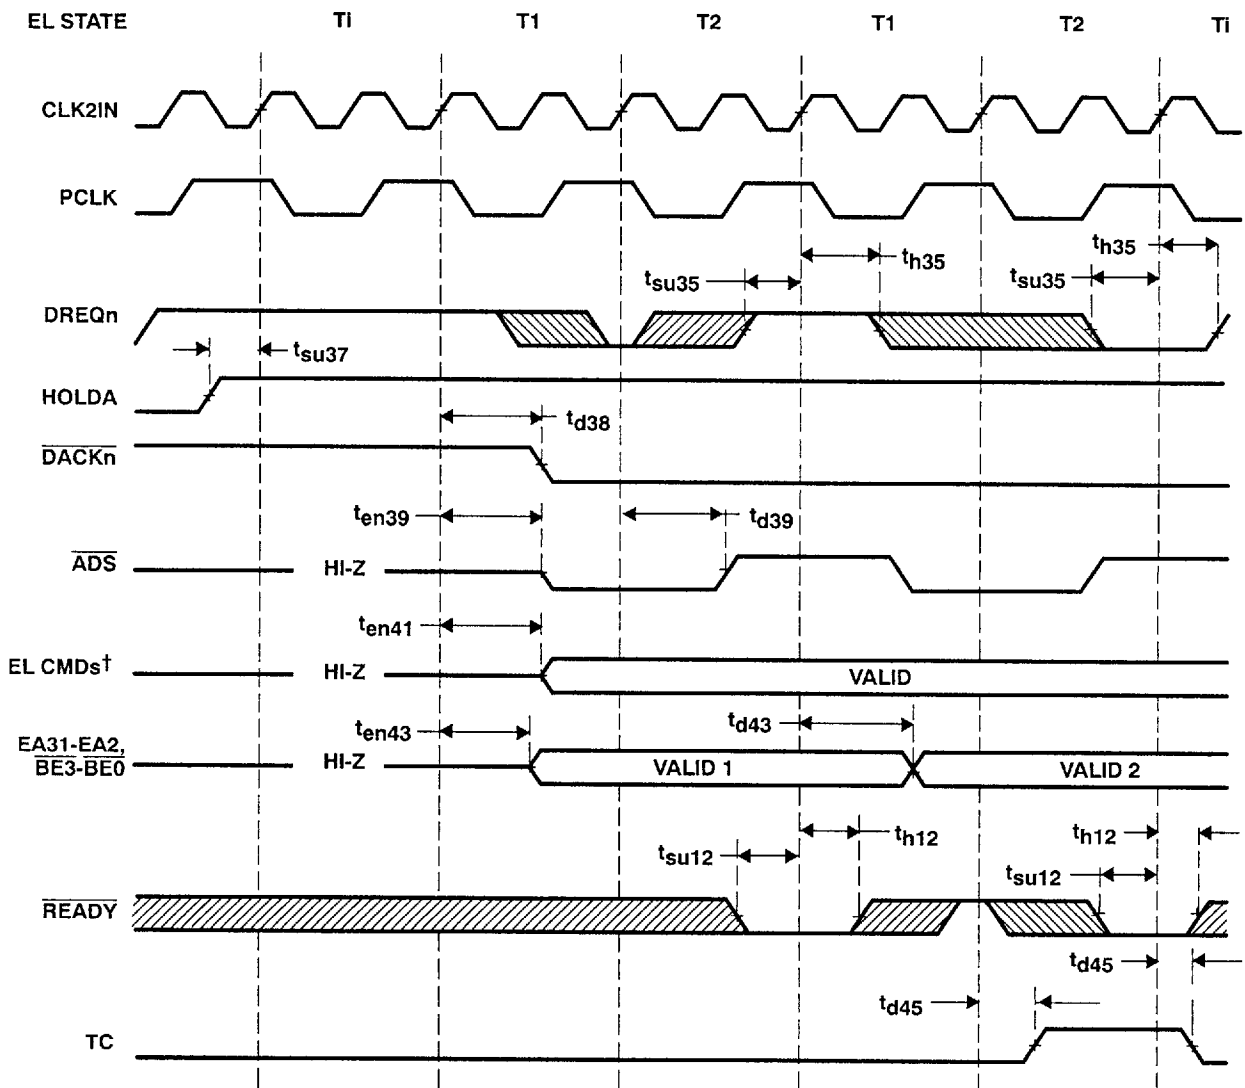 EL STATE Ti T1 T2 T1 T2 Ti
CLK2IN
PCLK
th35 th35
tsu35 tsu35
DREQn
tsu37
HOLDA
td38
DACKn
ten39 td39
ADS HI-Z
ten41
EL CMDs† HI-Z VALID
ten43 td43
EA31-EA2,
BE3-BE0 HI-Z VALID 1 VALID 2
th12 th12
tsu12 tsu12
READY
td45
td45
TC